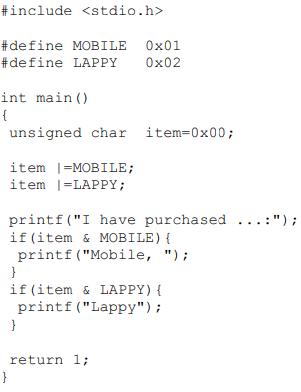 #include <stdio.h>

#define MOBILE  0x01
#define LAPPY   0x02

int main()
{
 unsigned char  item=0x00;

 item |=MOBILE;
 item |=LAPPY;

 printf("I have purchased ...:");
 if(item & MOBILE){
  printf("Mobile, ");
 }
 if(item & LAPPY){
  printf("Lappy");
 }

 return 1;
}